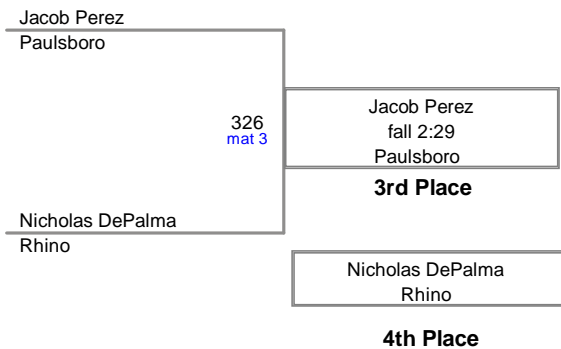 Jacob Perez
Paulsboro
326
mat 3
Jacob Perez
fall 2:29
Paulsboro
3rd Place
Nicholas DePalma
Rhino
Nicholas DePalma
Rhino
4th Place